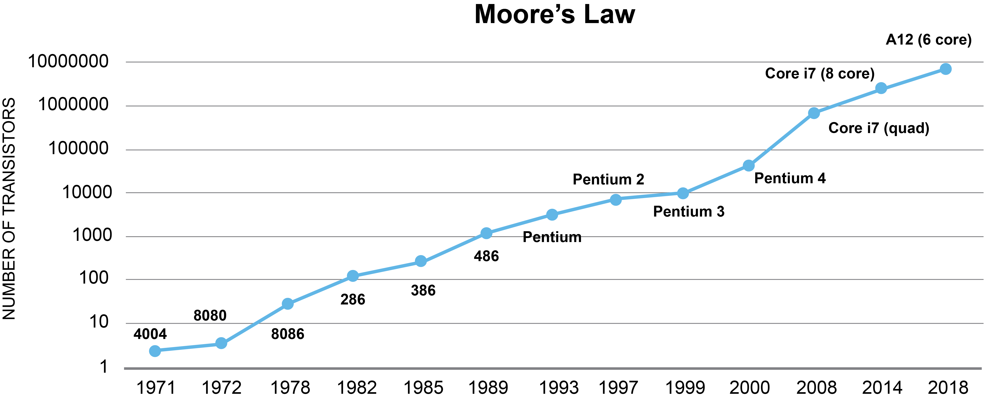 Moore’s Law
A12 (6 core)
10000000
Core i7 (8 core)
1000000
Core i7 (quad)
100000
Pentium 2
Pentium 4
10000
Pentium 3
1000
Pentium
486
100
386
286
8080
10
4004
8086
1
NUMBER OF TRANSISTORS
1971 1972 1978 1982 1985 1989 1993 1997 1999 2000 2008 2014 2018